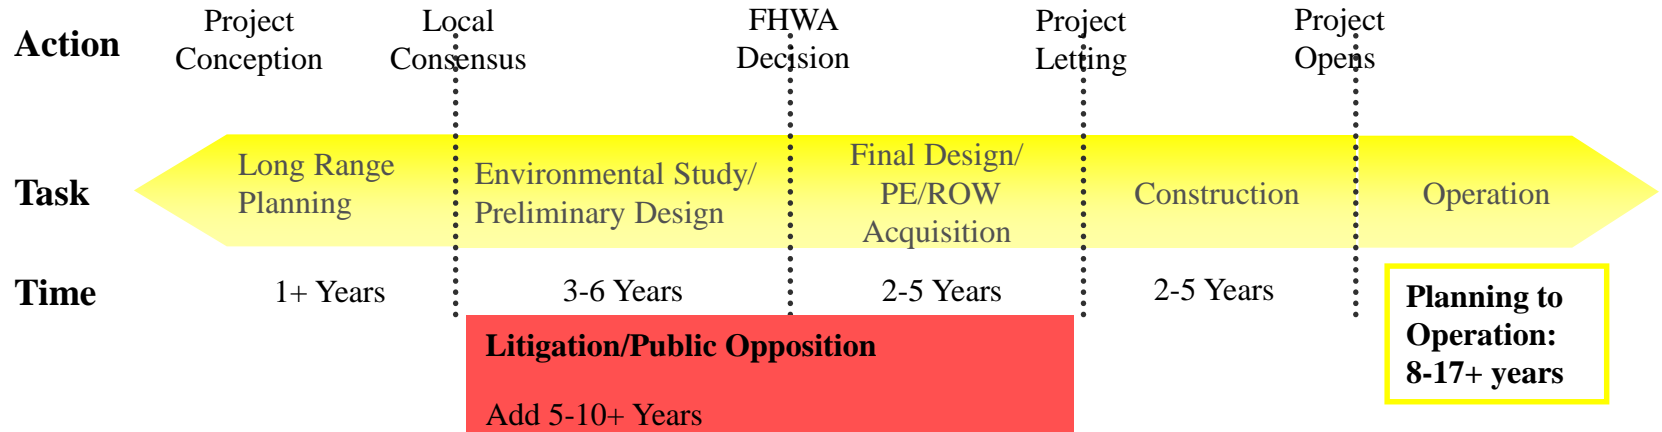 Action
Project
Conception
Local
Consensus
FHWA
Decision
Project
Letting
Project
Opens
Task
Long Range
Planning
Environmental Study/
Preliminary Design
Final Design/
PE/ROW
Acquisition
Construction
Operation
Time
1+ Years
3-6 Years
2-5 Years
2-5 Years
Planning to
Operation:
8-17+ years
Litigation/Public Opposition
Add 5-10+ Years